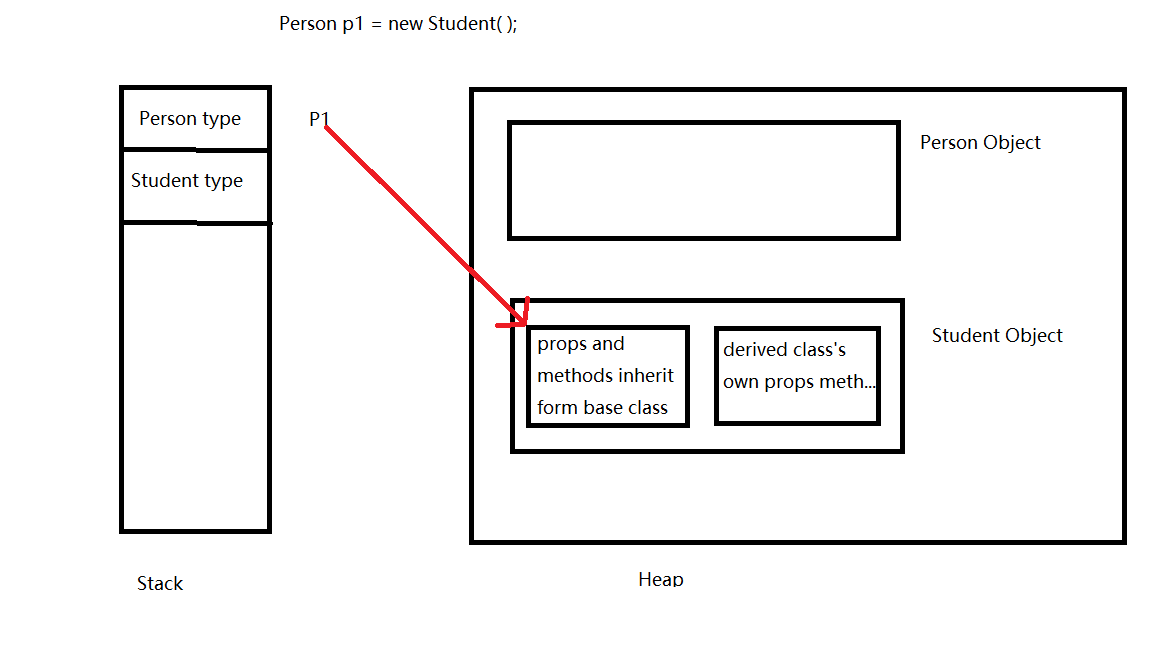 Person p1 = new Student( );
Person type
P1
Person Object
Student type
Student Object
props and
methods inherit
form base class
derived class's
own props meth...
Stack
Heap